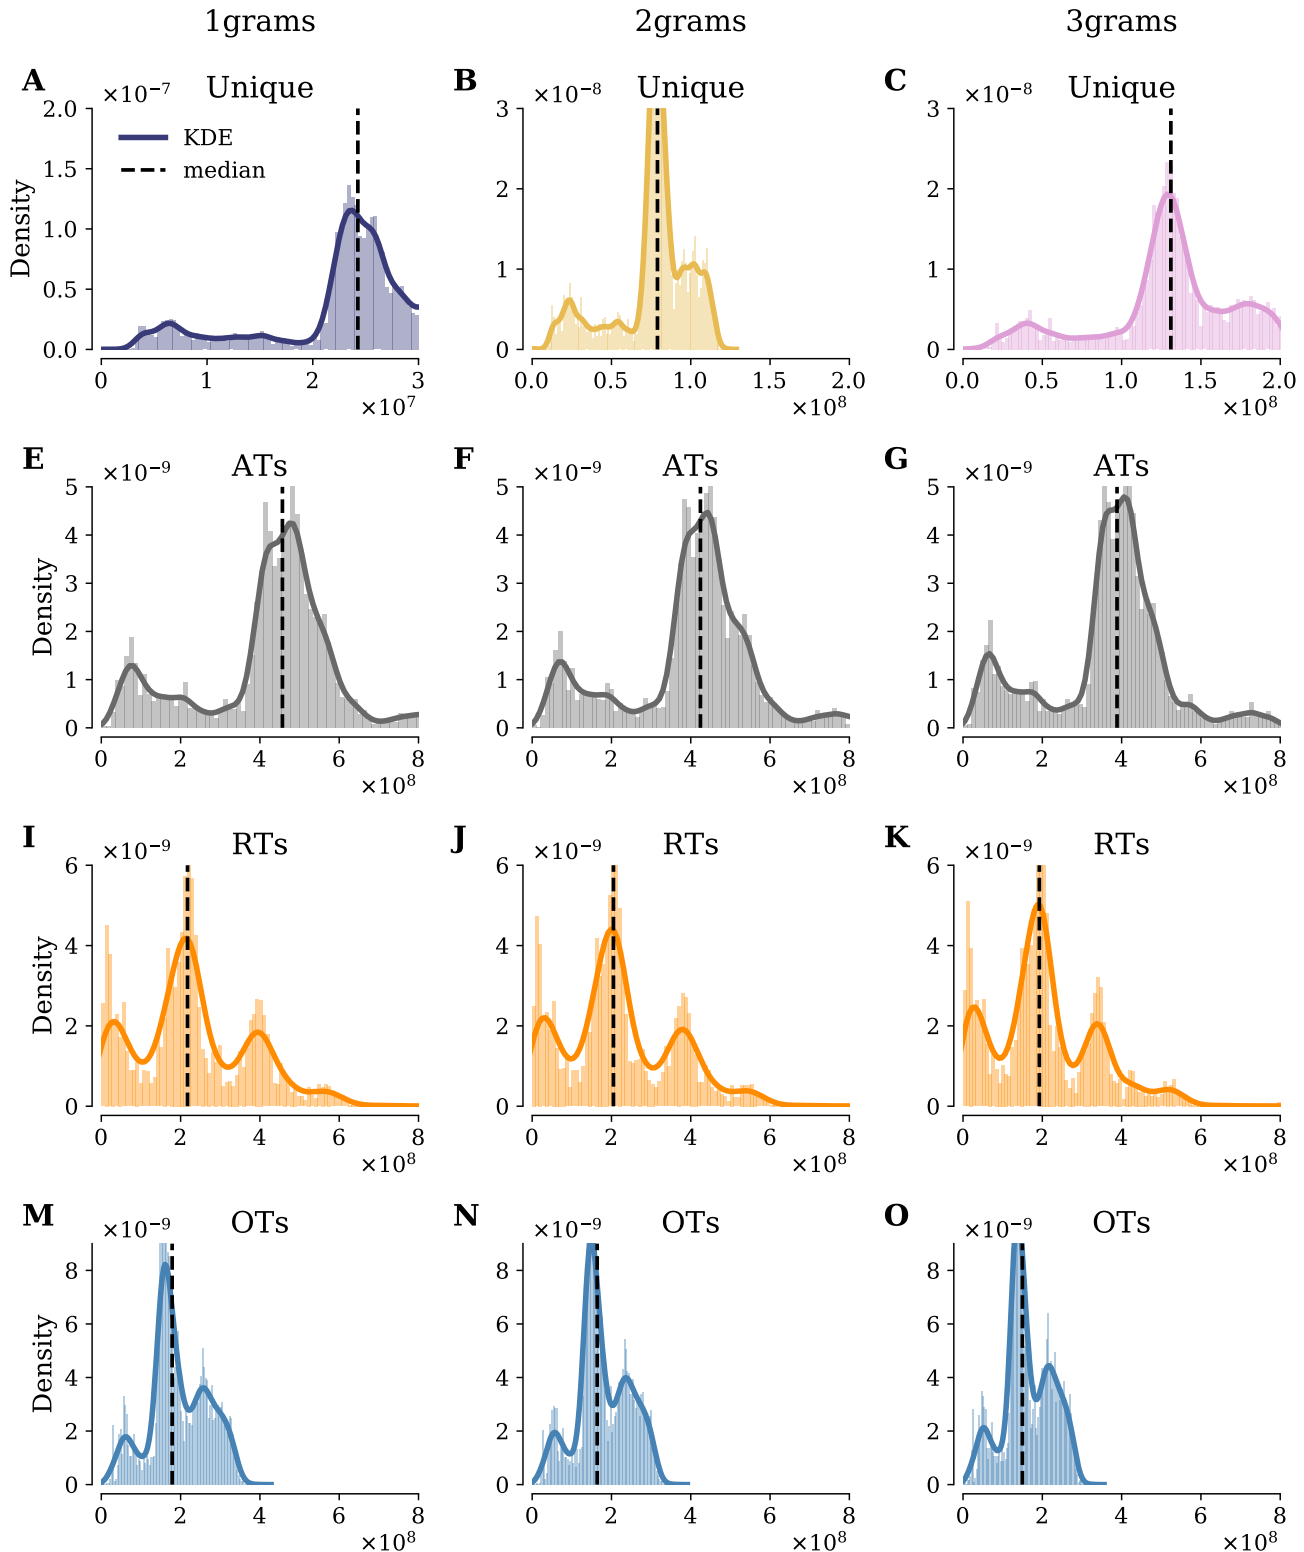 1grams 2grams 3grams
A ×10⁻⁷ Unique B ×10⁻⁸ Unique C ×10⁻⁸ Unique
2.0 3 3
KDE
median
1.5 2 2
1.0
Density
1 1
0.5
0.0 0 0
0 1 2 3 0.0 0.5 1.0 1.5 2.0 0.0 0.5 1.0 1.5 2.0
×10⁷ ×10⁸ ×10⁸
E ×10⁻⁹ ATs F ×10⁻⁹ ATs G ×10⁻⁹ ATs
5 5 5
4 4 4
3 3 3
Density
2 2 2
1 1 1
0 0 0
0 2 4 6 8 0 2 4 6 8 0 2 4 6 8
×10⁸ ×10⁸ ×10⁸
I ×10⁻⁹ RTs J ×10⁻⁹ RTs K ×10⁻⁹ RTs
6 6 6
4 4 4
Density
2 2 2
0 0 0
0 2 4 6 8 0 2 4 6 8 0 2 4 6 8
×10⁸ ×10⁸ ×10⁸
M ×10⁻⁹ OTs N ×10⁻⁹ OTs O ×10⁻⁹ OTs
8 8 8
6 6 6
Density
4 4 4
2 2 2
0 0 0
0 2 4 6 8 0 2 4 6 8 0 2 4 6 8
×10⁸ ×10⁸ ×10⁸